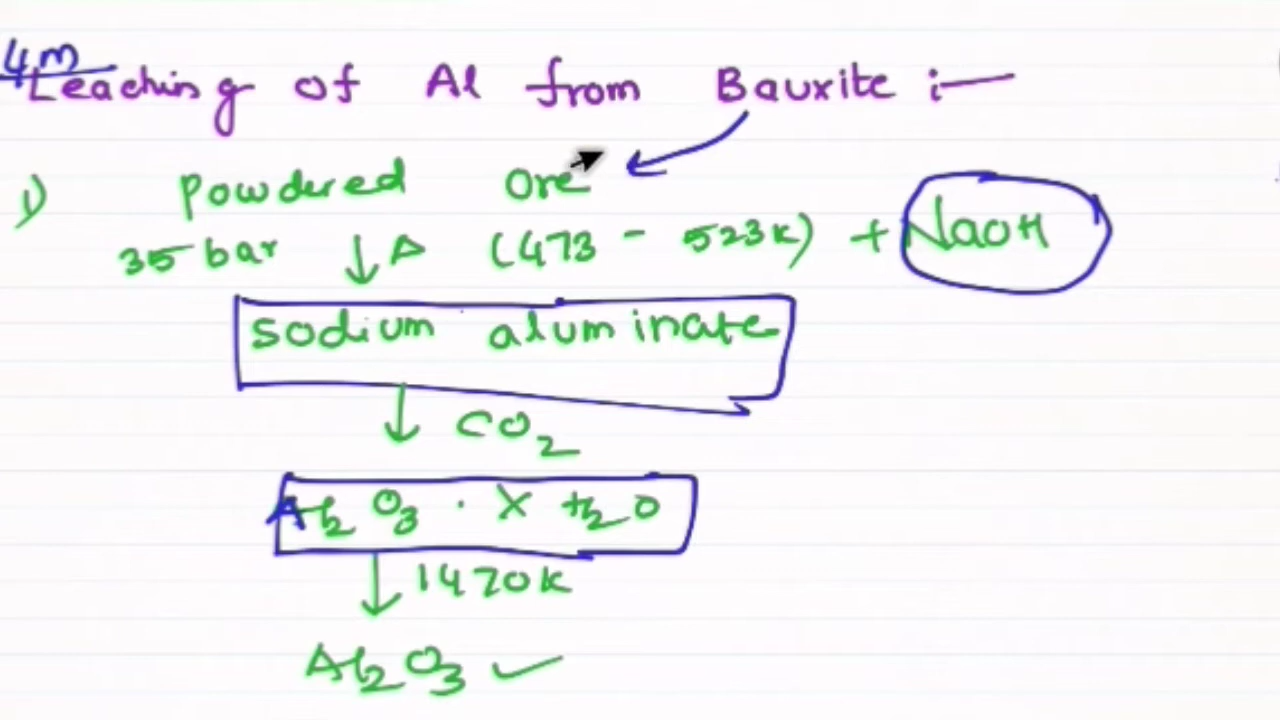 4m
Leaching of Al from Bauxite :-
1) Powdered Ore
35 bar ↓ Δ (473 - 523K) + NaOH
sodium aluminate
↓ CO2
Al2O3 . X H2O
↓ 1470K
Al2O3 ✓